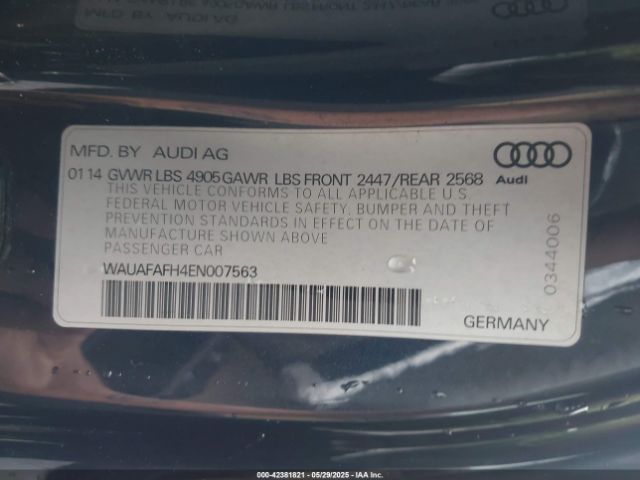 MFD. BY AUDI AG
01 14 GVWR LBS 4905 GAWR LBS FRONT 2447/REAR 2568
THIS VEHICLE CONFORMS TO ALL APPLICABLE U S
FEDERAL MOTOR VEHICLE SAFETY, BUMPER AND THEFT
PREVENTION STANDARDS IN EFFECT ON THE DATE OF
MANUFACTURE SHOWN ABOVE
PASSENGER CAR
WAUAFAFH4EN007563
Audi
0344006
GERMANY
000-42381821 - 05/29/2025 - IAA, Inc.